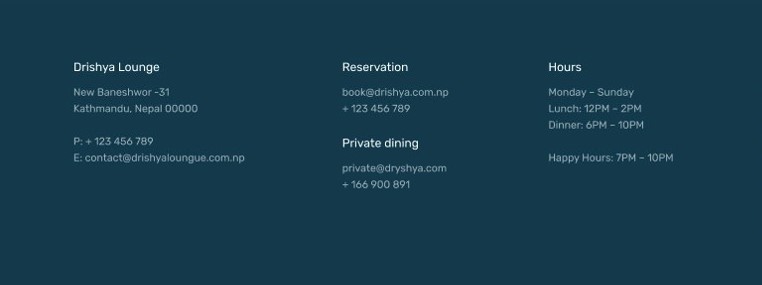 Drishya Lounge
New Baneshwor -31
Kathmandu, Nepal 00000
P: + 123 456 789
E: contact@drishyaloungue.com.np
Reservation
book@drishya.com.np
+ 123 456 789
Private dining
private@dryshya.com
+ 166 900 891
Hours
Monday – Sunday
Lunch: 12PM – 2PM
Dinner: 6PM – 10PM
Happy Hours: 7PM – 10PM